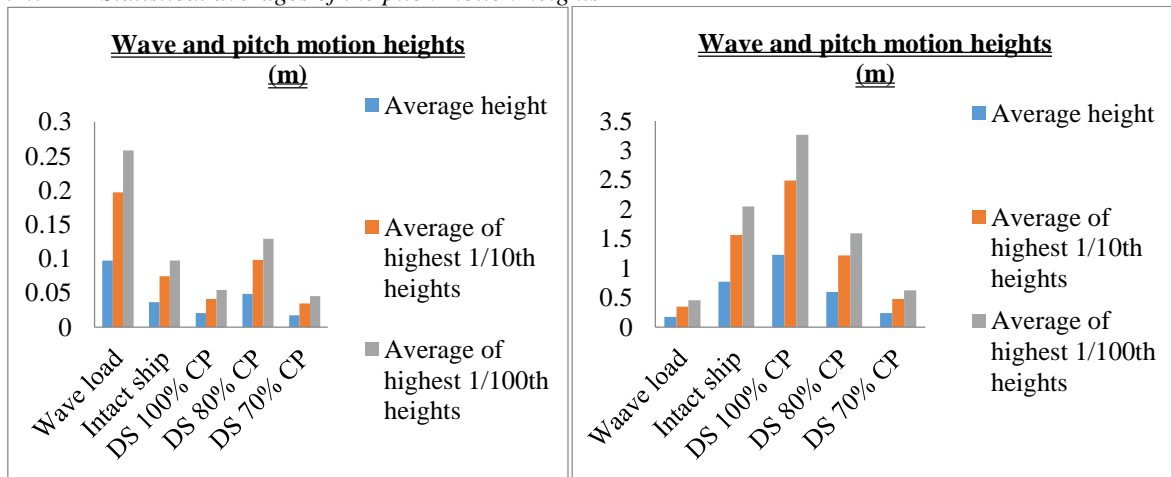 Statistical averages of the pitch motion heights
Wave and pitch motion heights
(m)
Average height
Average of
highest 1/10th
heights
Average of
highest 1/100th
heights
0.3
0.25
0.2
0.15
0.1
0.05
0
Wave load
Intact ship
DS 100% CP
DS 80% CP
DS 70% CP
Wave and pitch motion heights
(m)
Average height
Average of
highest 1/10th
heights
Average of
highest 1/100th
heights
3.5
3
2.5
2
1.5
1
0.5
0
Waave load
Intact ship
DS 100% CP
DS 80% CP
DS 70% CP